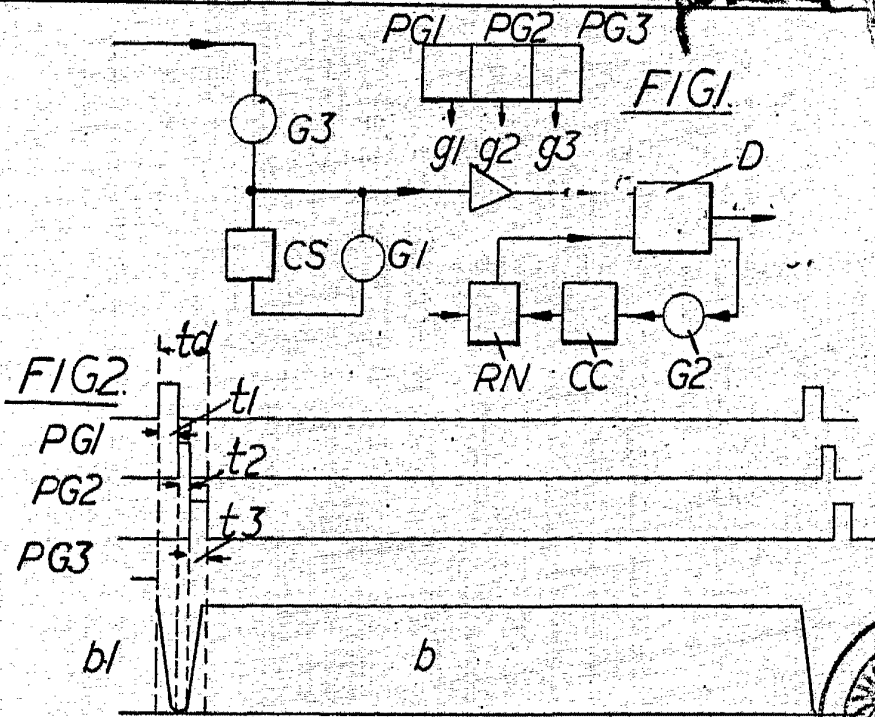 PG1 PG2 PG3
FIG1.
G3
g1 g2 g3
D
CS G1
RN CC G2
td
FIG2.
t1
PG1
t2
PG2
t3
PG3
b1 b